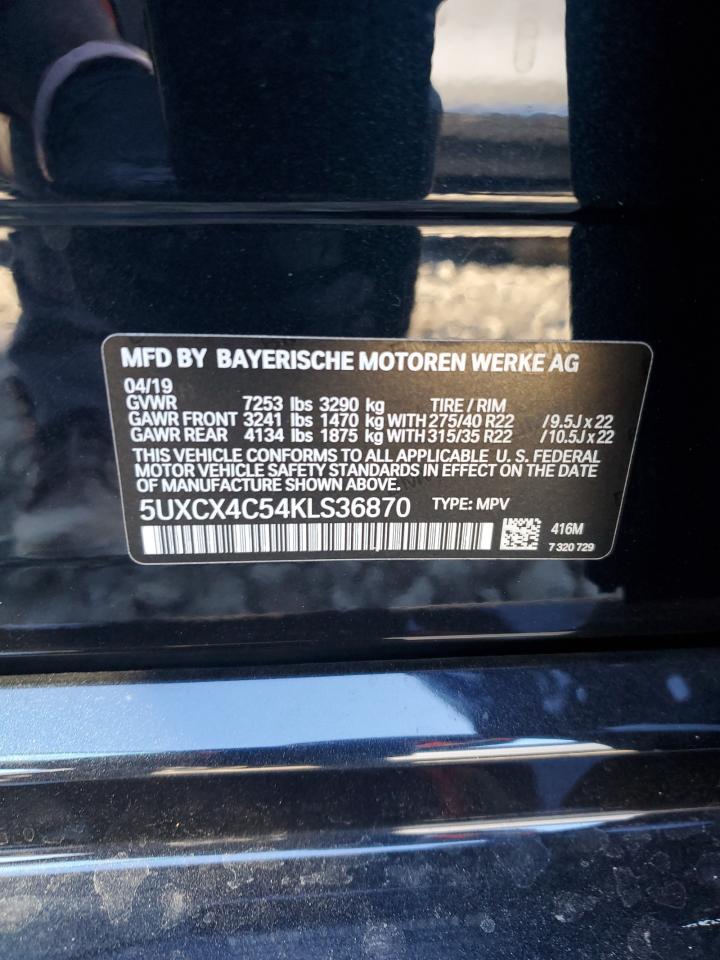 MFD BY BAYERISCHE MOTOREN WERKE AG
04/19
GVWR 7253 lbs 3290 kg TIRE / RIM
GAWR FRONT 3241 lbs 1470 kg WITH 275/40 R22 /9.5J x 22
GAWR REAR 4134 lbs 1875 kg WITH 315/35 R22 /10.5J x 22
THIS VEHICLE CONFORMS TO ALL APPLICABLE U. S. FEDERAL
MOTOR VEHICLE SAFETY STANDARDS IN EFFECT ON THE DATE
OF MANUFACTURE SHOWN ABOVE.
5UXCX4C54KLS36870 TYPE: MPV
416M
7 320 729